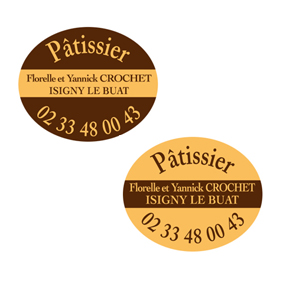 Pâtissier
Florelle et Yannick CROCHET
ISIGNY LE BUAT
02 33 48 00 43
Pâtissier
Florelle et Yannick CROCHET
ISIGNY LE BUAT
02 33 48 00 43